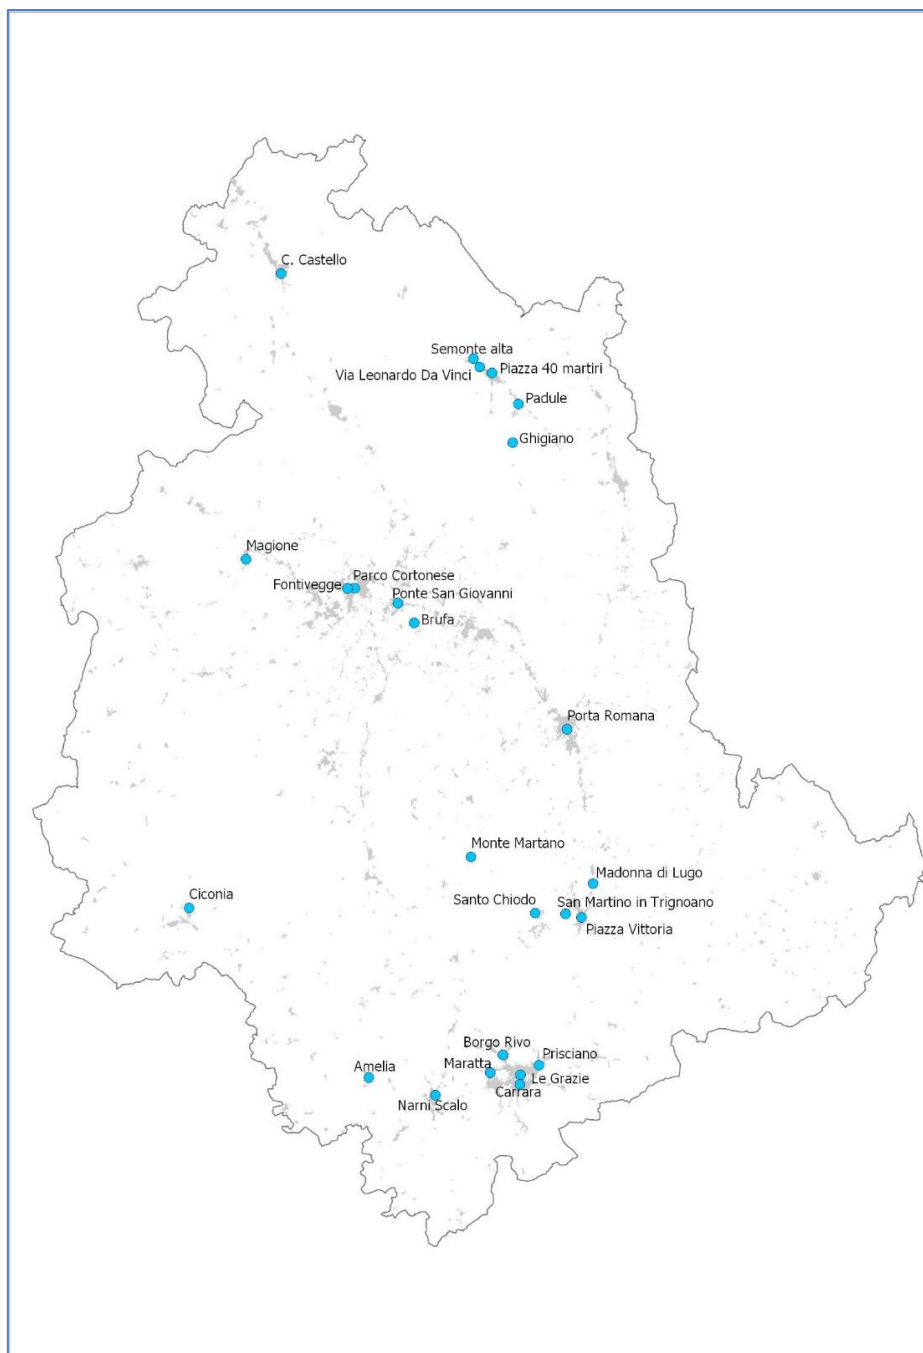 C. Castello
Semonte alta
Via Leonardo Da Vinci
Piazza 40 martiri
Padule
Ghigiano
Magione
Parco Cortonese
Fontivegge
Ponte San Giovanni
Brufa
Porta Romana
Monte Martano
Madonna di Lugo
Ciconia
Santo Chiodo
San Martino in Trignoano
Piazza Vittoria
Borgo Rivo
Prisciano
Maratta
Amelia
Le Grazie
Carrara
Narni Scalo